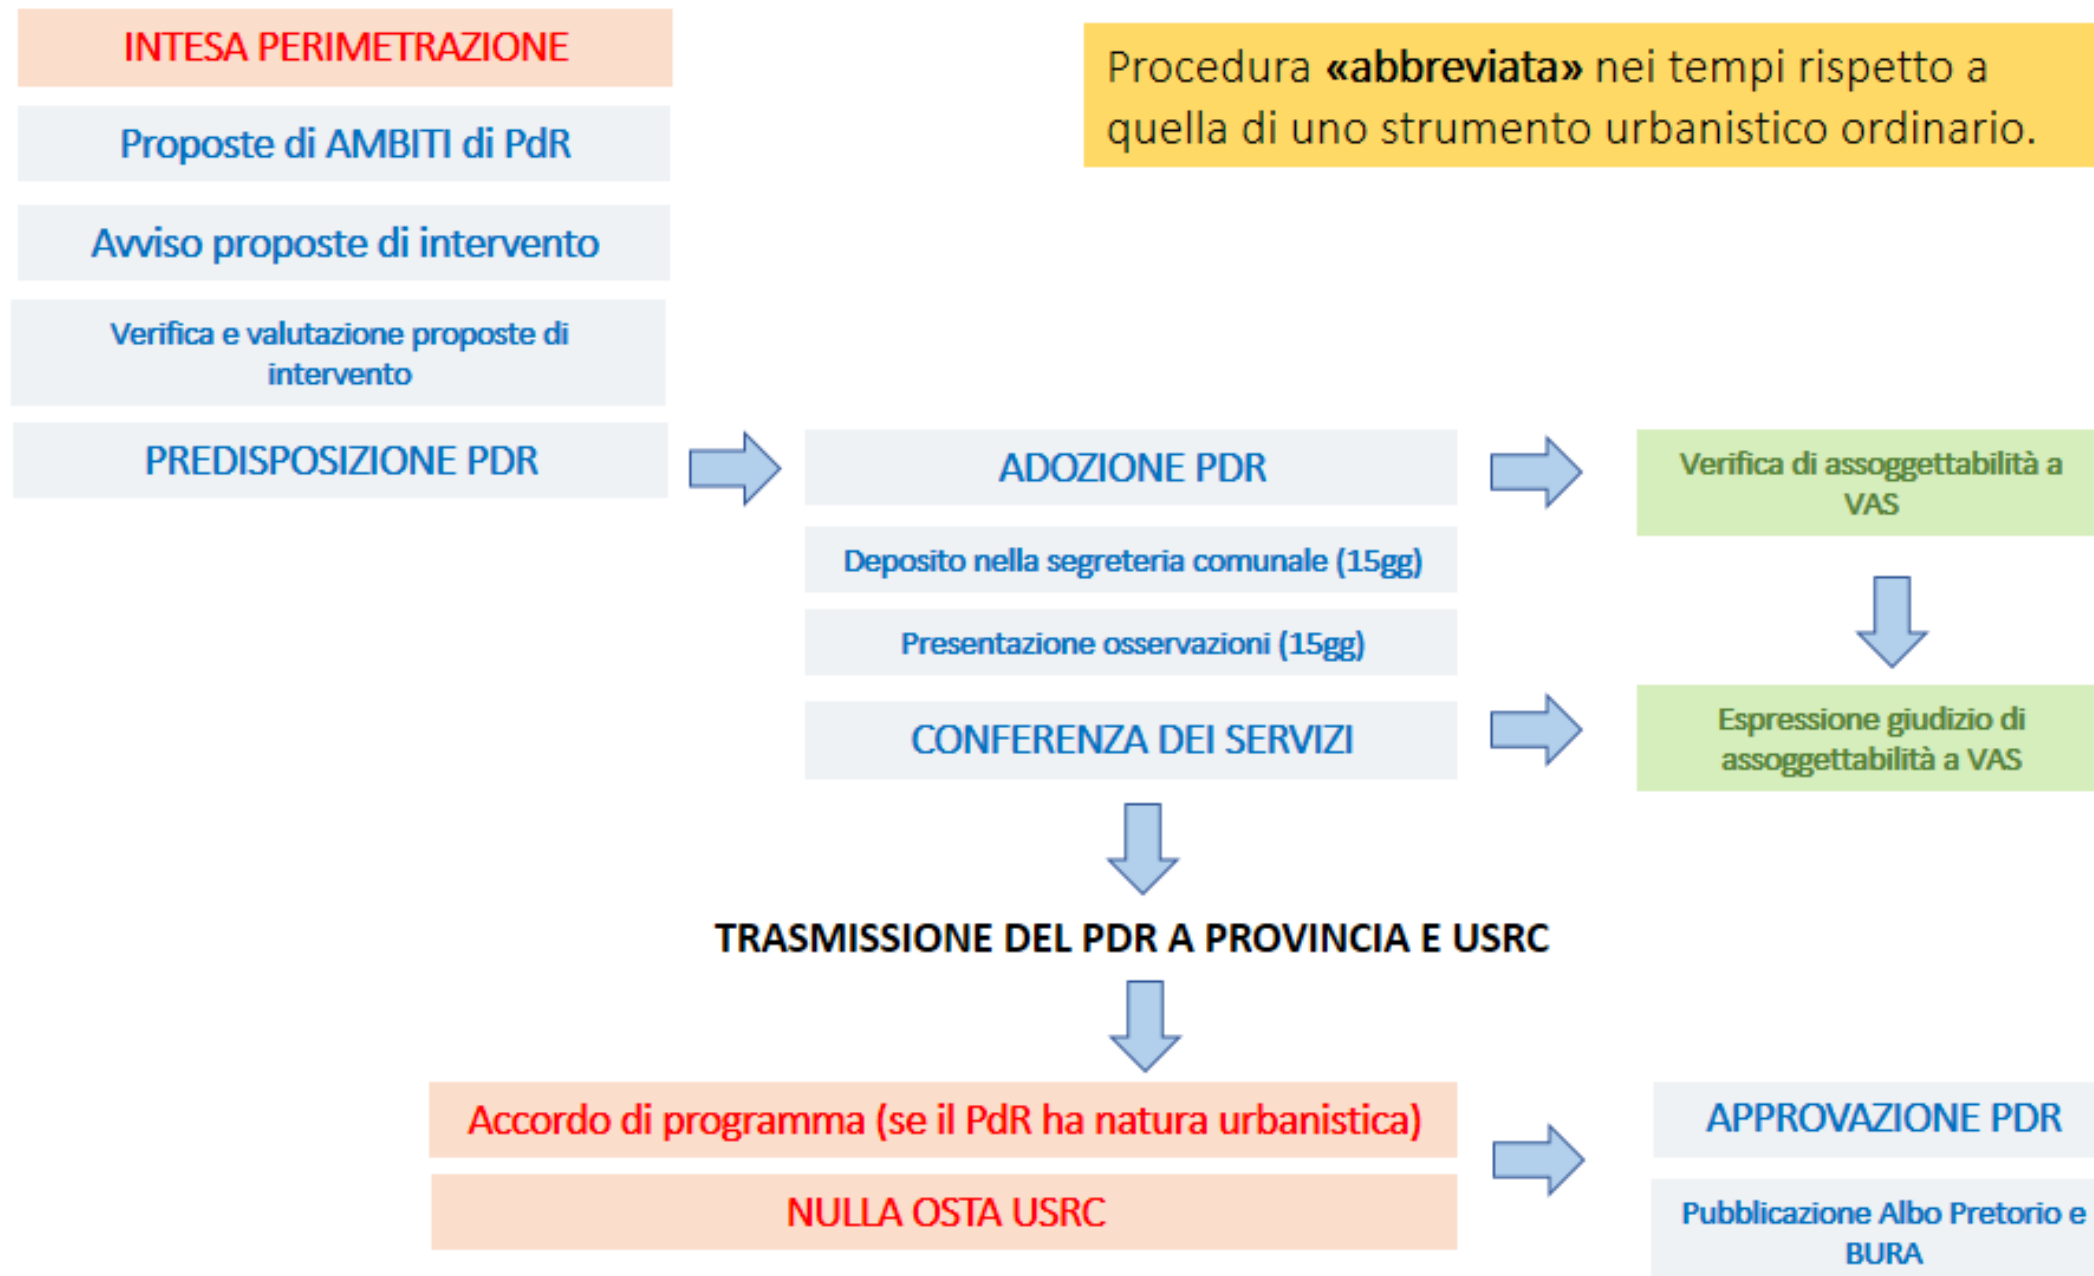 INTESA PERIMETRAZIONE
Procedura «abbreviata» nei tempi rispetto a
quella di uno strumento urbanistico ordinario.
Proposte di AMBITI di PdR
Avviso proposte di intervento
Verifica e valutazione proposte di
intervento
PREDISPOSIZIONE PDR
ADOZIONE PDR
Verifica di assoggettabilità a
VAS
Deposito nella segreteria comunale (15gg)
Presentazione osservazioni (15gg)
CONFERENZA DEI SERVIZI
Espressione giudizio di
assoggettabilità a VAS
TRASMISSIONE DEL PDR A PROVINCIA E USRC
Accordo di programma (se il PdR ha natura urbanistica)
NULLA OSTA USRC
APPROVAZIONE PDR
Pubblicazione Albo Pretorio e
BURA